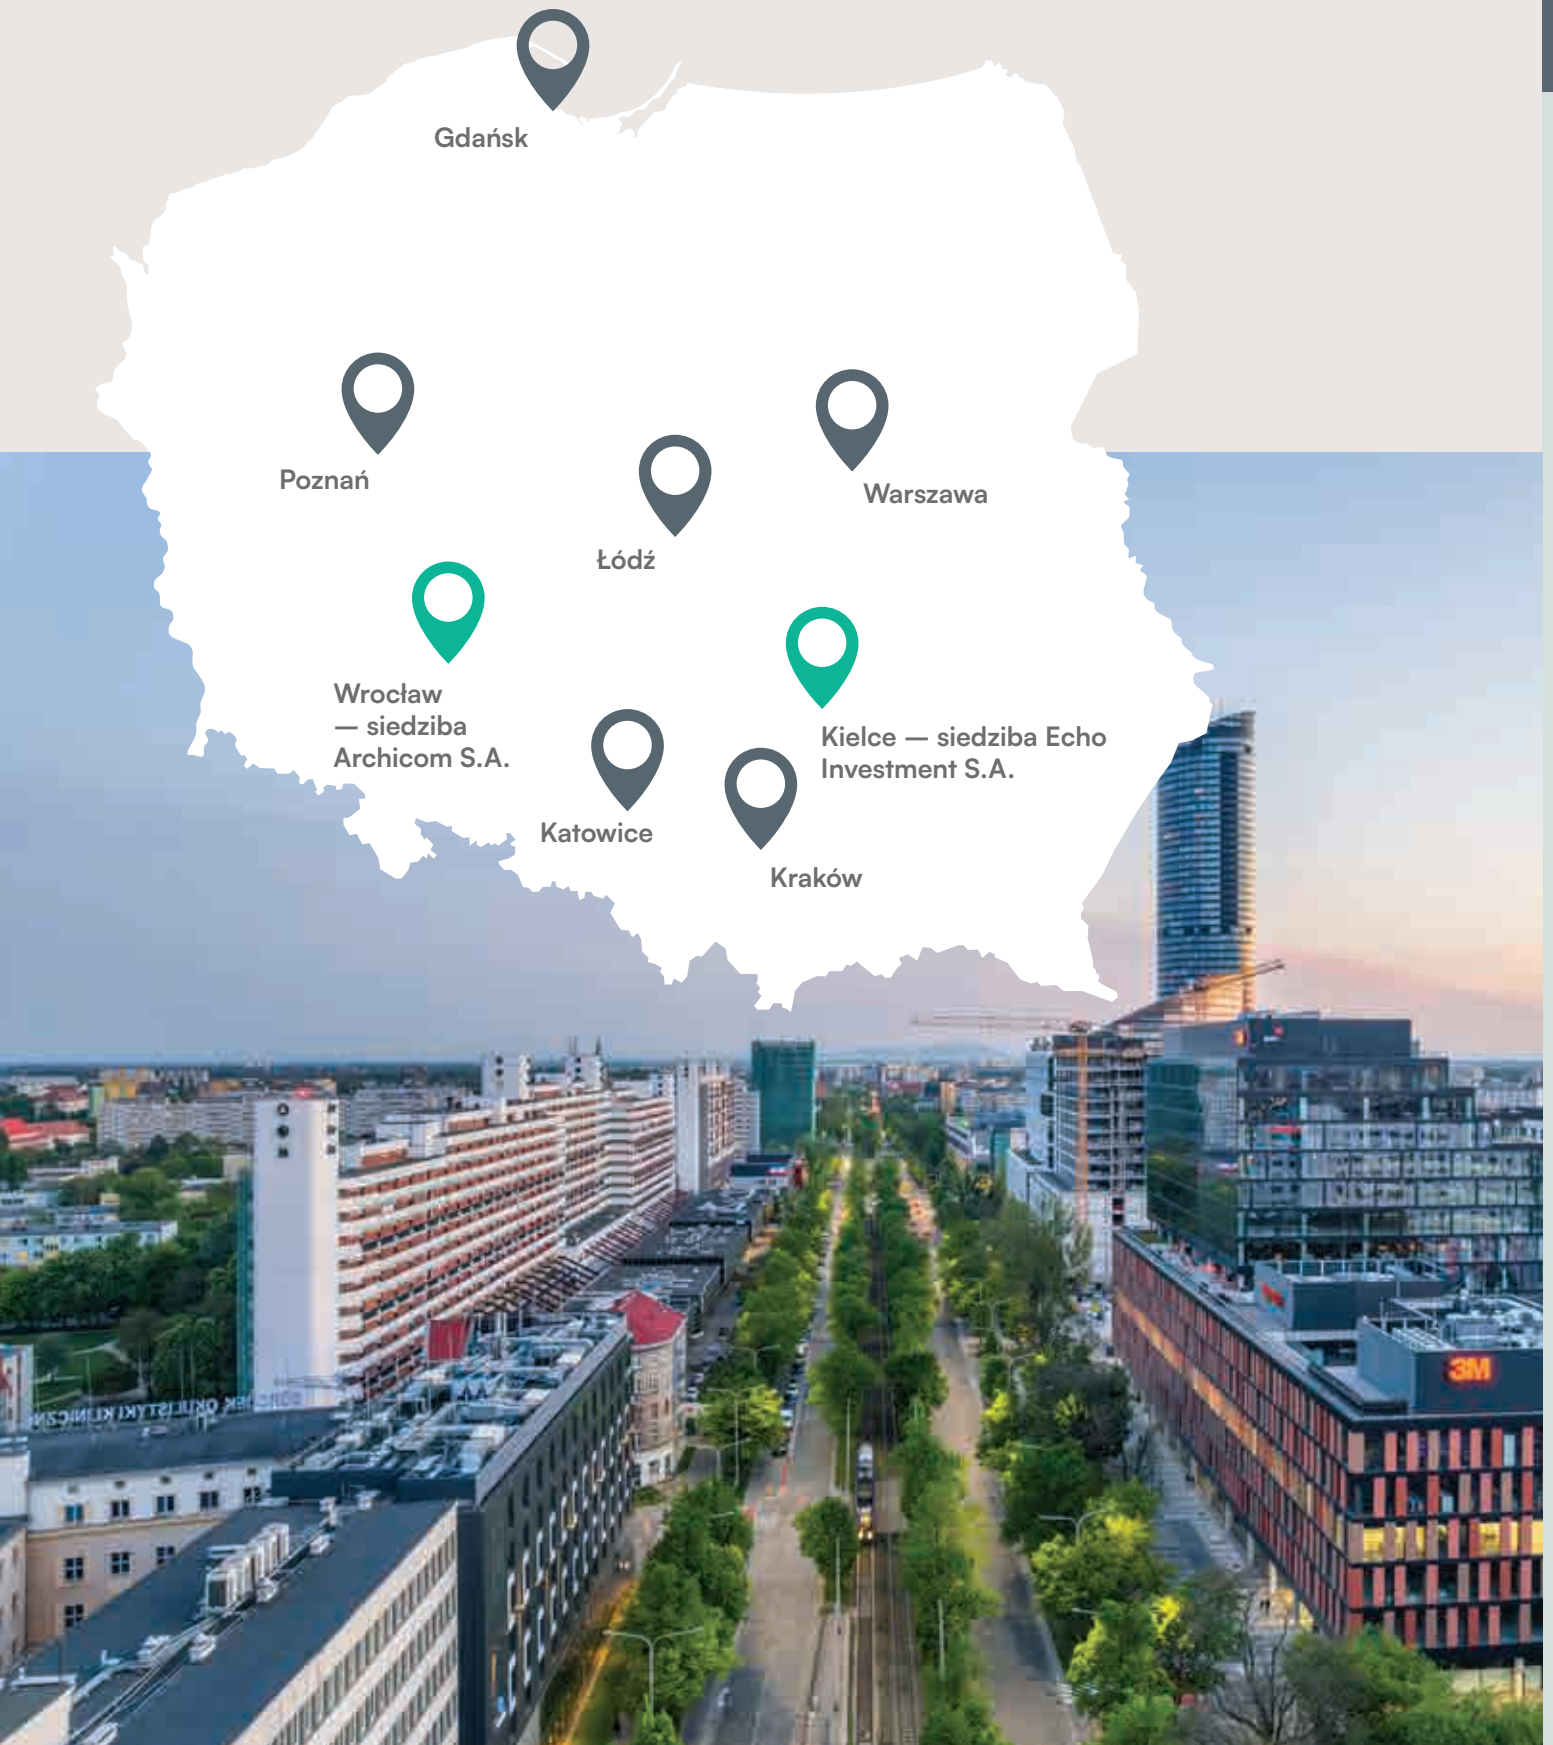 Gdańsk
Poznań
Warszawa
Łódź
Wrocław
— siedziba
Archicom S.A.
Kielce — siedziba Echo
Investment S.A.
Katowice
Kraków
3M